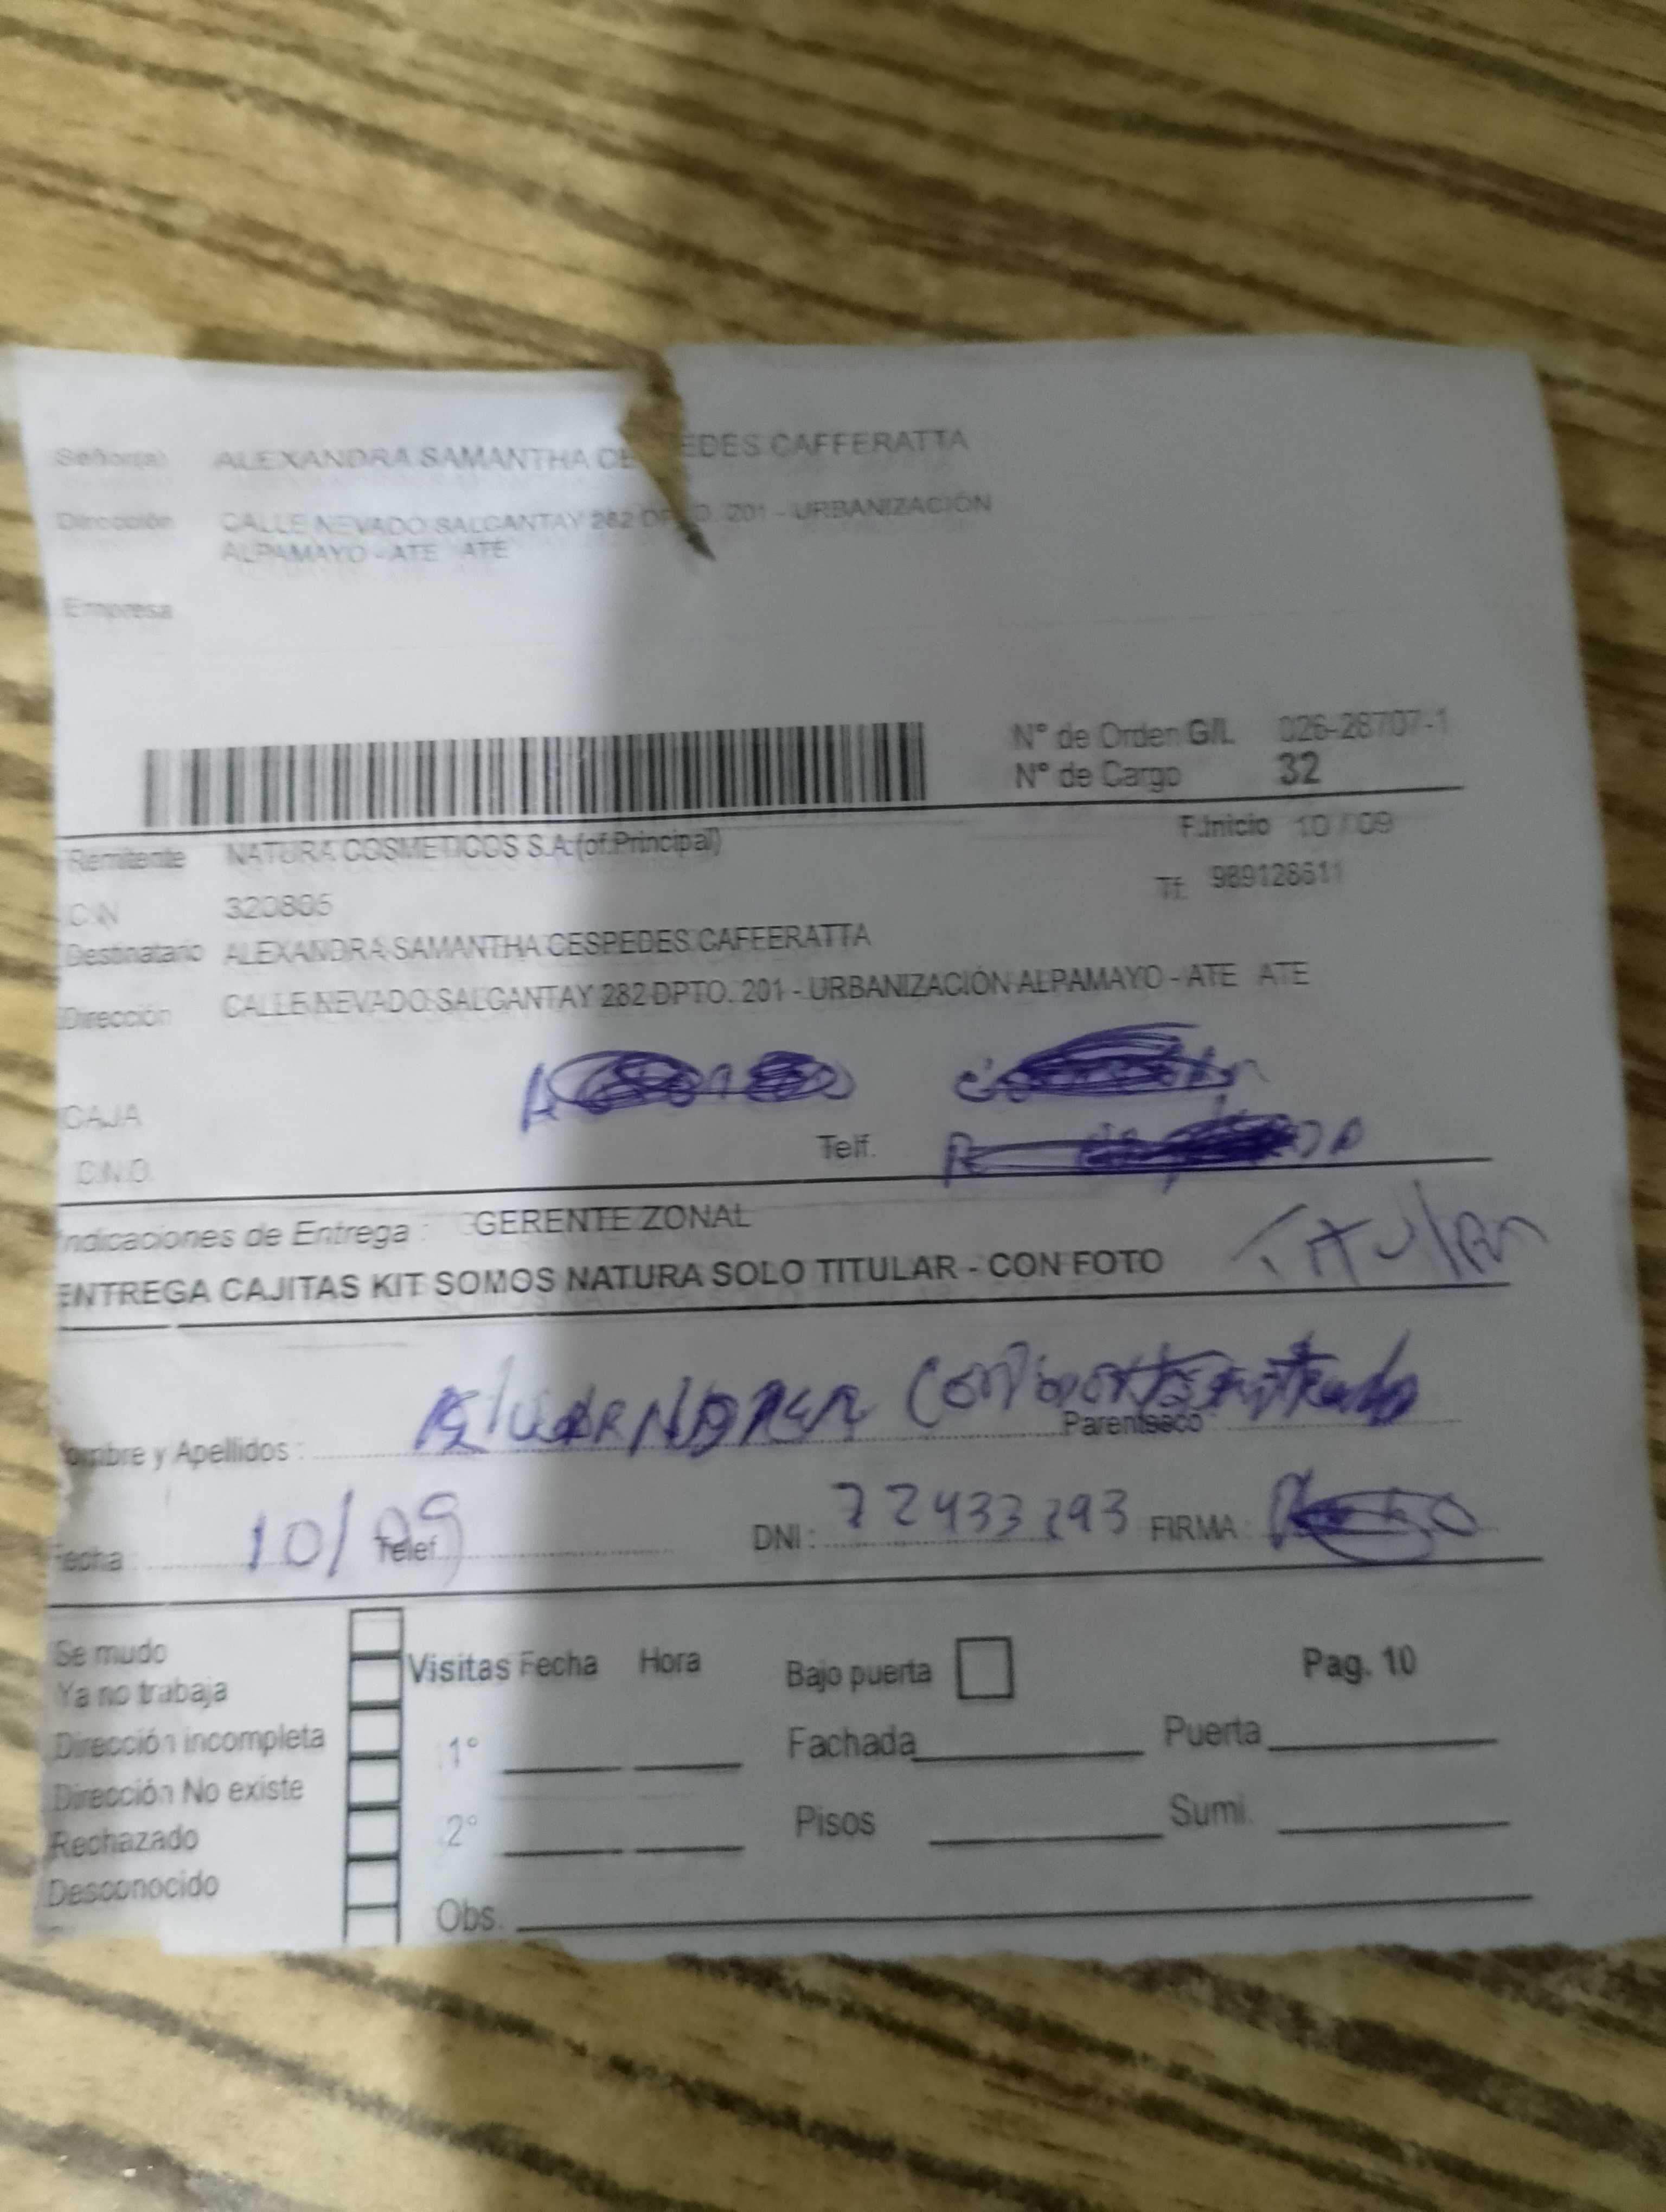 Señor(a) ALEXANDRA SAMANTHA CE EDES CAFFERATTA
Dirección CALLE NEVADO SALCANTAY 282 DP O. 201 - URBANIZACIÓN
ALPAMAYO - ATE ATE
Empresa
N° de Orden G/L 026-28707-1
N° de Cargo 32
F.Inicio 10 / 09
Remitente NATURA COSMETICOS S.A.(of.Principal)
Tf. 989128611
320805
Destinatario ALEXANDRA SAMANTHA CESPEDES CAFFERATTA
Dirección CALLE NEVADO SALCANTAY 282 DPTO. 201 - URBANIZACIÓN ALPAMAYO - ATE ATE
CAJA
Telf.
Indicaciones de Entrega : GERENTE ZONAL
ENTREGA CAJITAS KIT SOMOS NATURA SOLO TITULAR - CON FOTO Titular
ombre y Apellidos : Parentesco
Fecha : 10/09 Telef. DNI : FIRMA :
Se mudo
Ya no trabaja
Dirección incompleta
Dirección No existe
Rechazado
Desconocido
Visitas Fecha Hora
1°
2°
Obs.
Bajo puerta
Pag. 10
Fachada Puerta
Pisos Sumi.